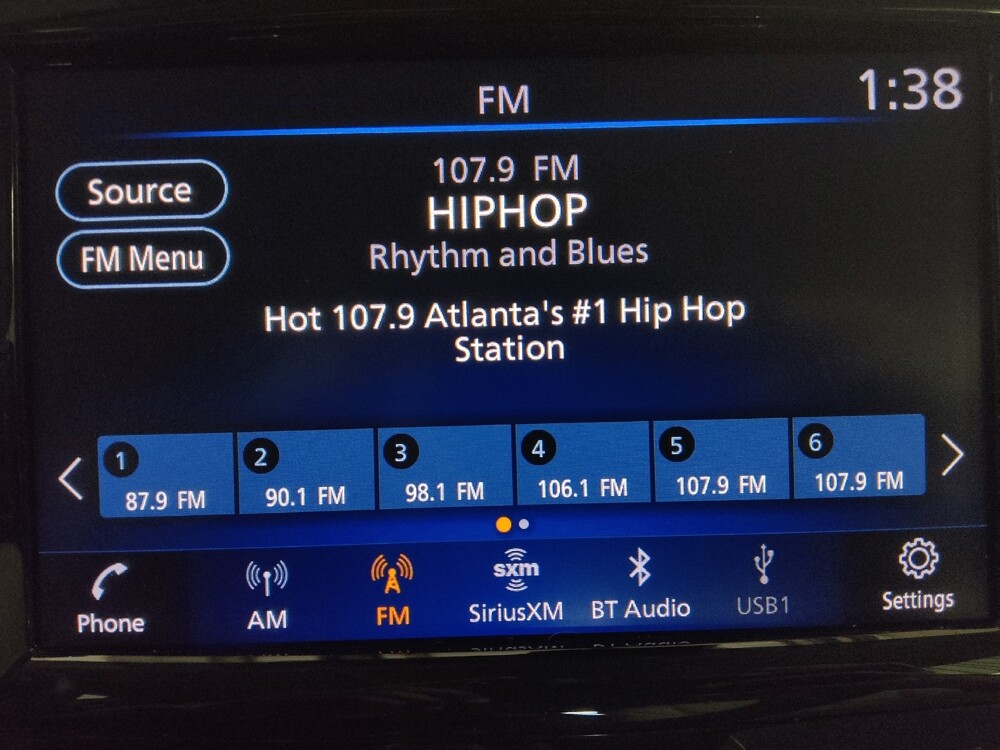 FM
1:38
Source
107.9 FM
HIPHOP
FM Menu
Rhythm and Blues
Hot 107.9 Atlanta's #1 Hip Hop
Station
1
2
3
4
5
6
87.9 FM
90.1 FM
98.1 FM
106.1 FM
107.9 FM
107.9 FM
Phone
AM
FM
sxm
SiriusXM
BT Audio
USB1
Settings